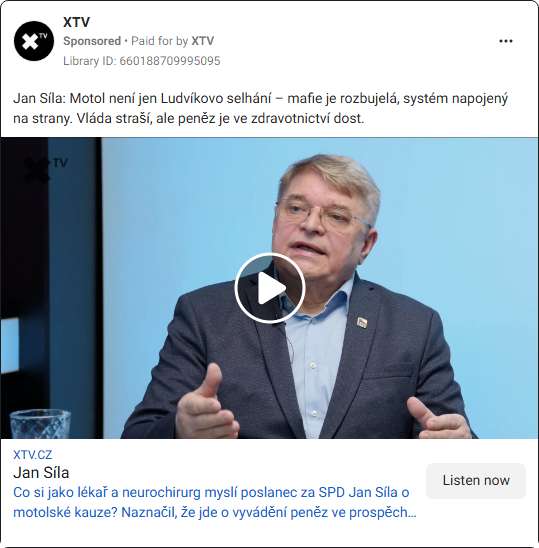 XTV
Sponsored • Paid for by XTV
Library ID: 660188709995095
Jan Síla: Motol není jen Ludvíkovo selhání – mafie je rozbujelá, systém napojený
na strany. Vláda straší, ale peněz je ve zdravotnictví dost.
XTV
XTV.CZ
Jan Síla
Co si jako lékař a neurochirurg myslí poslanec za SPD Jan Síla o
motolské kauze? Naznačil, že jde o vyvádění peněz ve prospěch…
Listen now